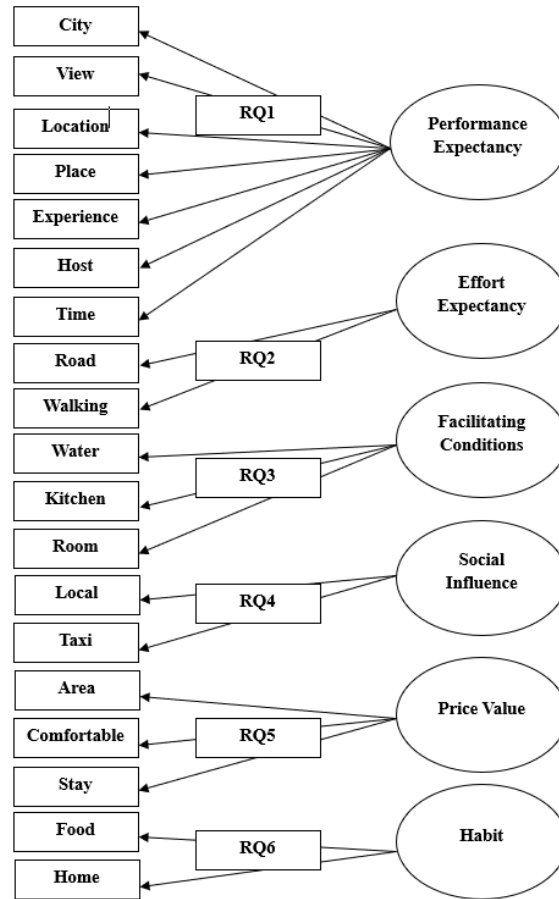 City
View
Location
Place
Experience
Host
Time
Road
Walking
Water
Kitchen
Room
Local
Taxi
Area
Comfortable
Stay
Food
Home
RQ1
RQ2
RQ3
RQ4
RQ5
RQ6
Performance
Expectancy
Effort
Expectancy
Facilitating
Conditions
Social
Influence
Price Value
Habit